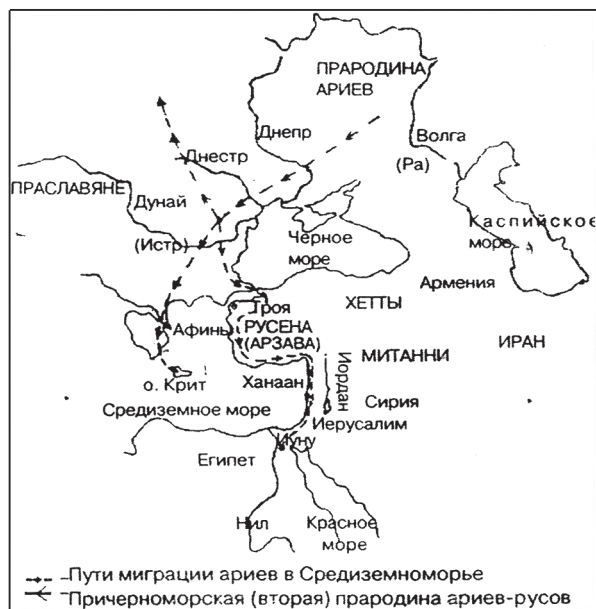 ПРАРОДИНА
АРИЕВ
Днепр
Волга
(Ра)
Днестр
ПРАСЛАВЯНЕ
Дунай
(Истр)
Каспийское
море
Черное
море
Армения
Троя
ХЕТТЫ
Афины
РУСЕНА
(АРЗАВА)
ИРАН
МИТАННИ
о. Крит
Ханаан
Иордан
Сирия
Средиземное море
Иерусалим
Иуну
Египет
Нил
Красное
море
Пути миграции ариев в Средиземноморье
Причерноморская (вторая) прародина ариев-русов